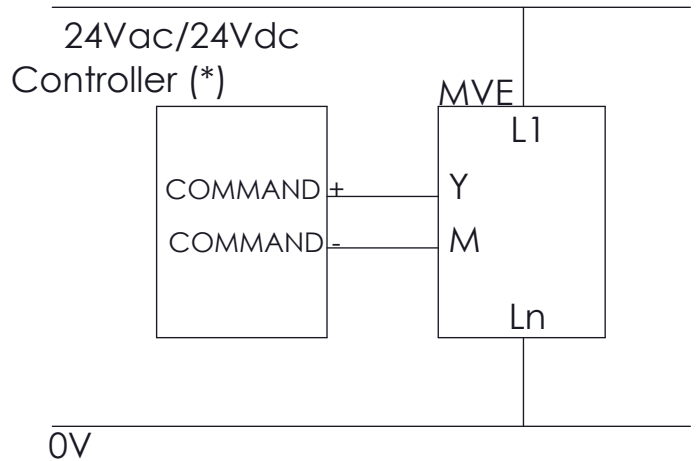 24Vac/24Vdc
Controller (*)
MVE
L1
COMMAND +
Y
COMMAND -
M
Ln
0V